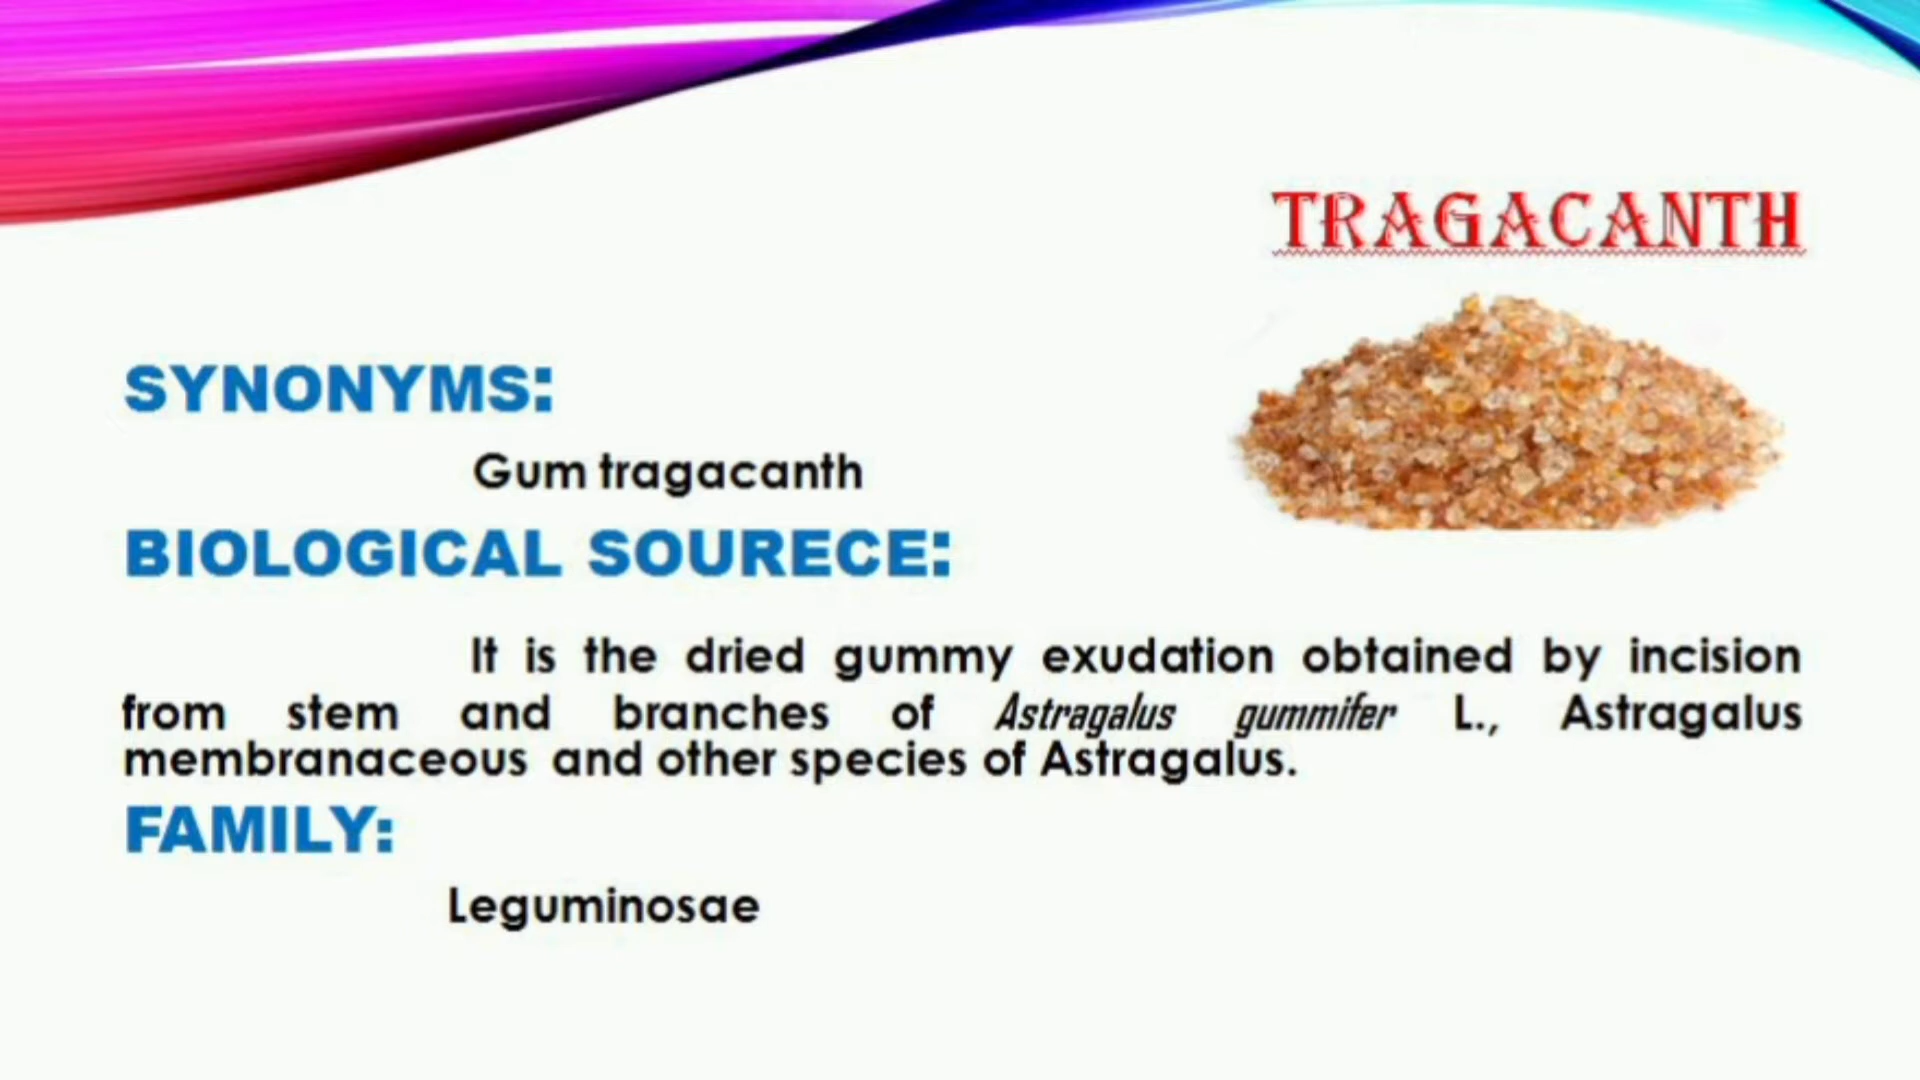 TRAGACANTH
SYNONYMS:
Gum tragacanth
BIOLOGICAL SOURECE:
It is the dried gummy exudation obtained by incision
from stem and branches of Astragalus gummifer L., Astragalus
membranaceous and other species of Astragalus.
FAMILY:
Leguminosae